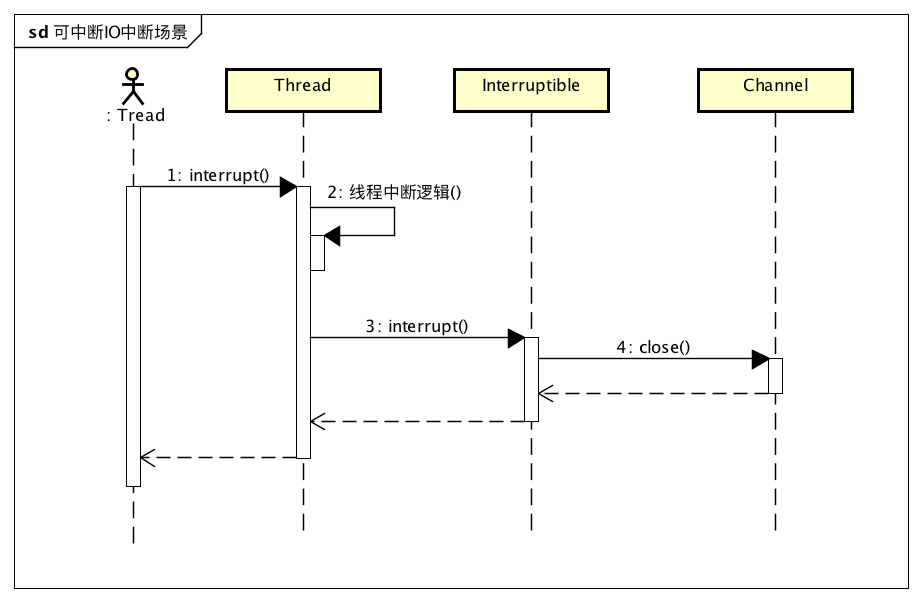 sd 可中断IO中断场景
: Tread
Thread
Interruptible
Channel
1: interrupt()
2: 线程中断逻辑()
3: interrupt()
4: close()